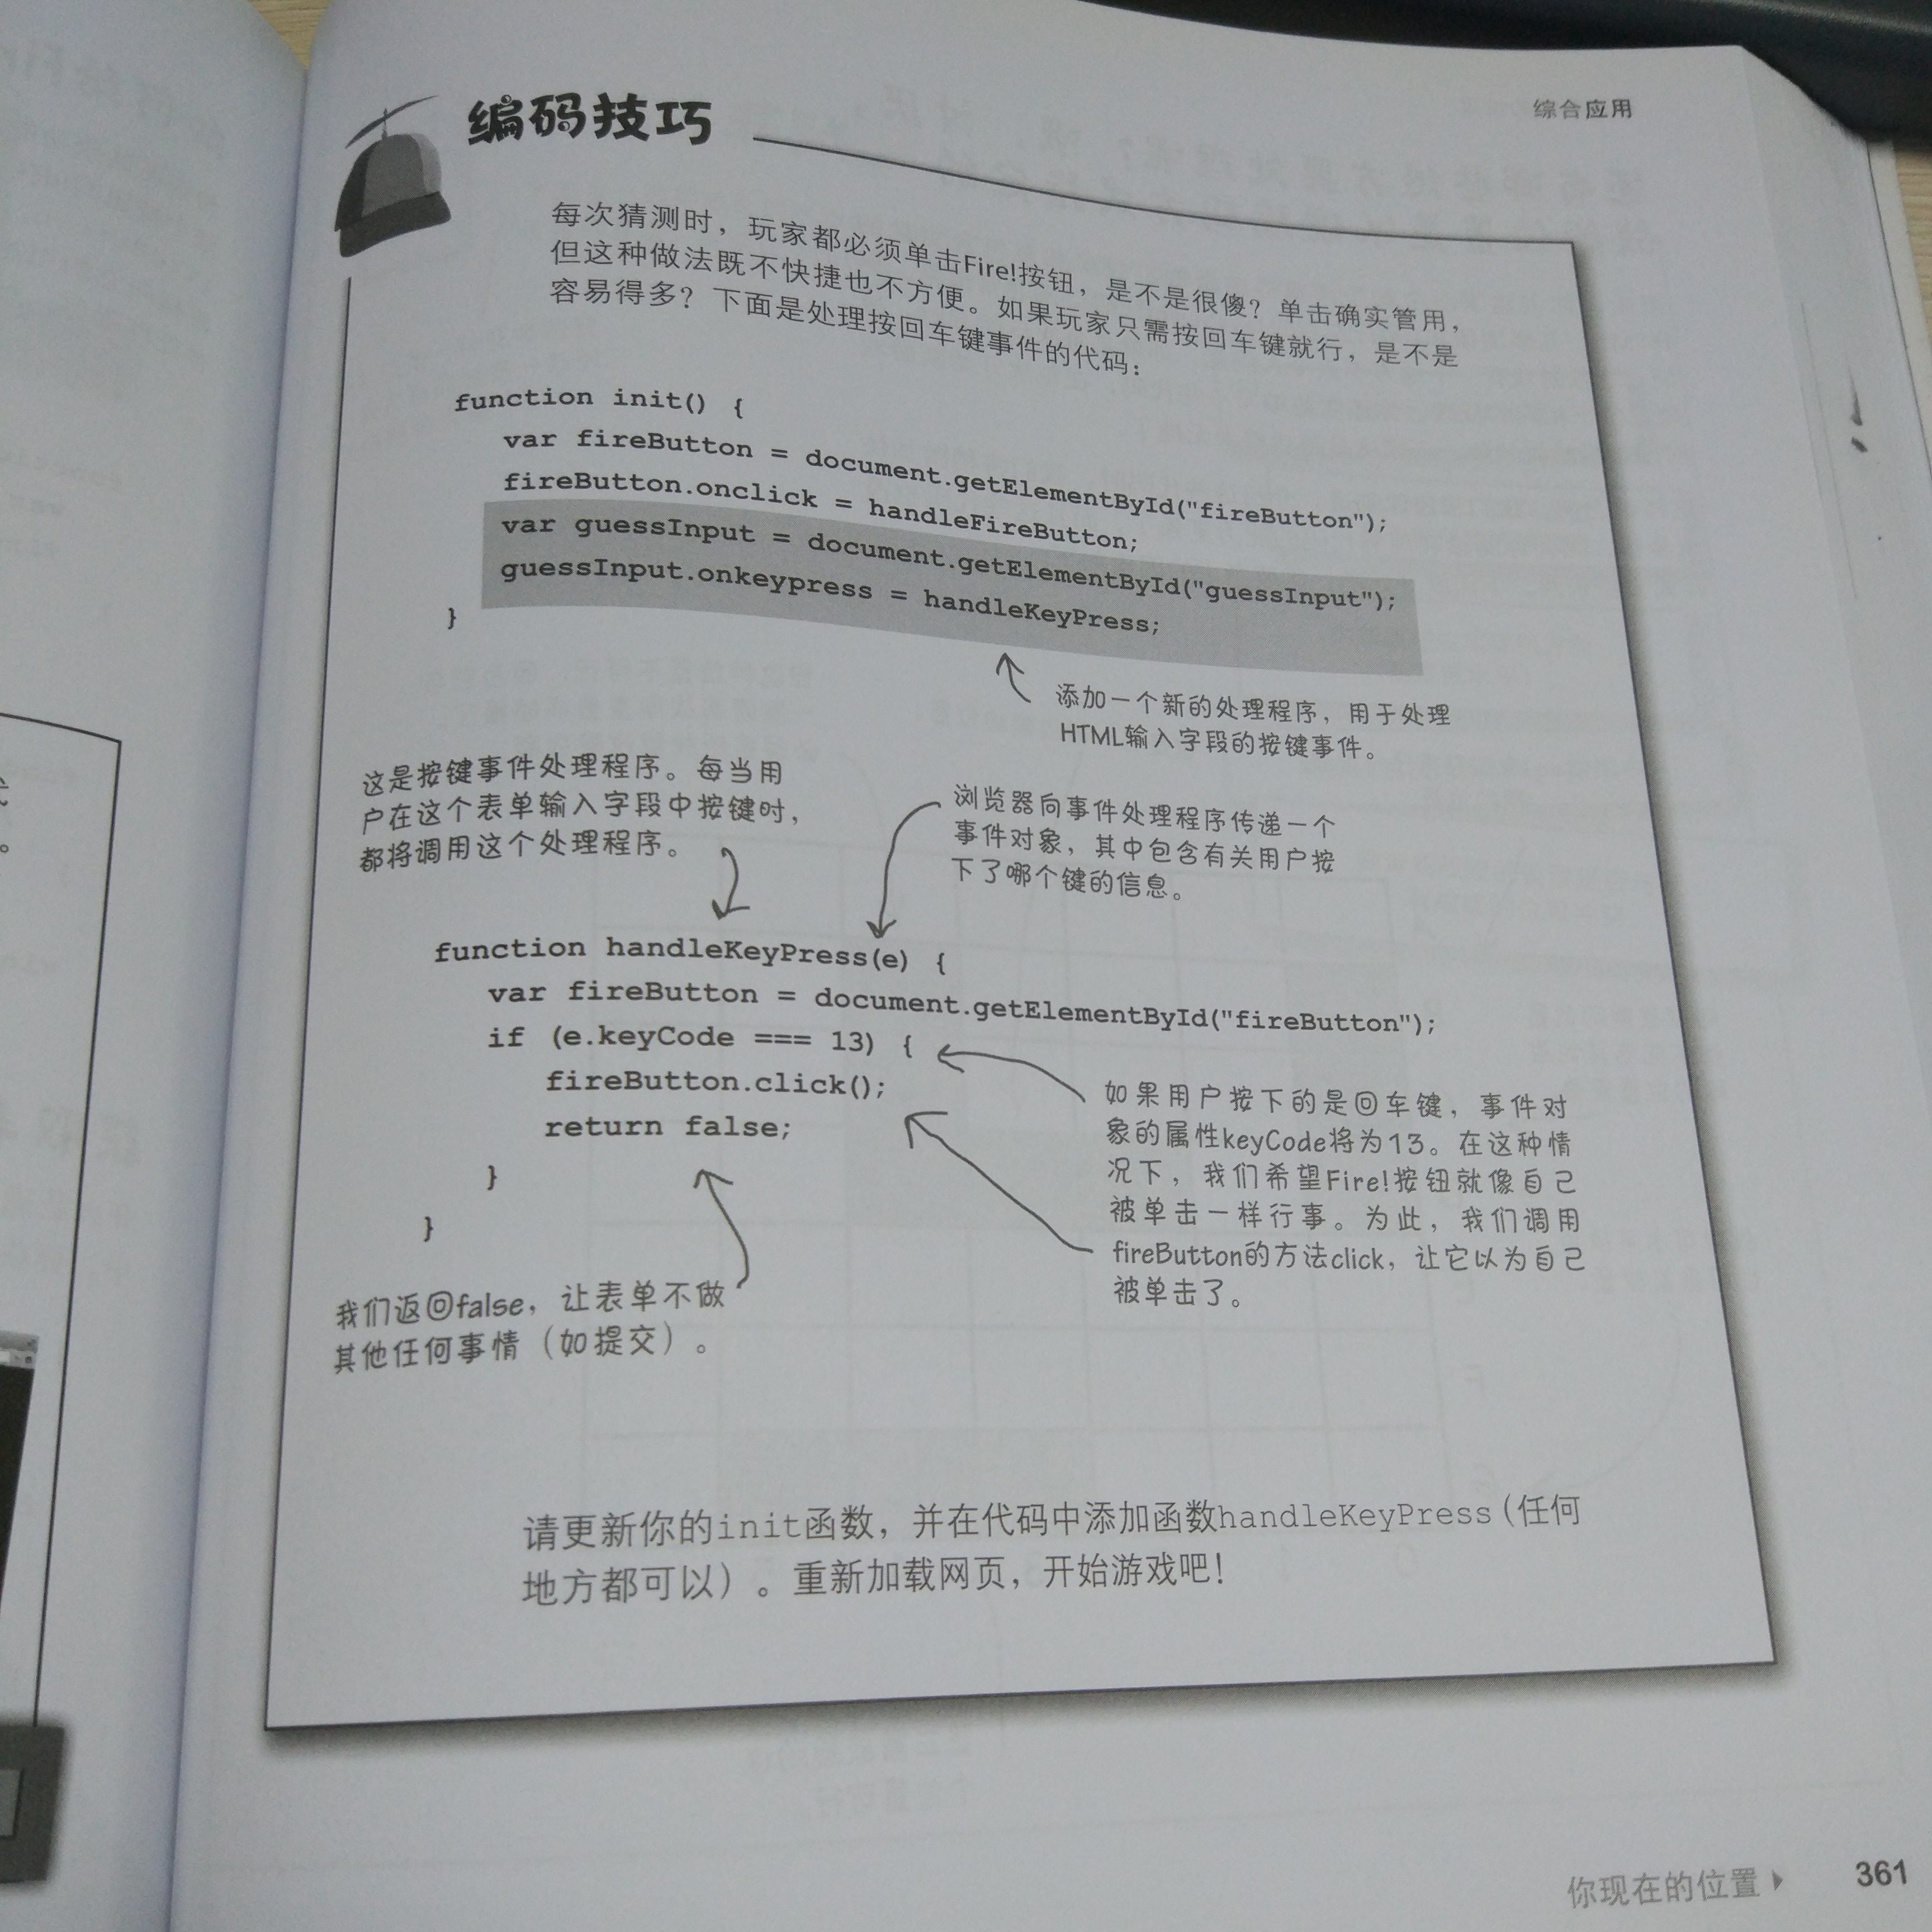 综合应用
编码技巧
每次猜测时，玩家都必须单击Fire!按钮，是不是很傻？单击确实管用，
但这种做法既不快捷也不方便。如果玩家只需按回车键就行，是不是
容易得多？下面是处理按回车键事件的代码：
function init() {
var fireButton = document.getElementById("fireButton");
fireButton.onclick = handleFireButton;
var guessInput = document.getElementById("guessInput");
guessInput.onkeypress = handleKeyPress;
}
添加一个新的处理程序，用于处理
HTML输入字段的按键事件。
这是按键事件处理程序。每当用
户在这个表单输入字段中按键时，
都将调用这个处理程序。
浏览器向事件处理程序传递一个
事件对象，其中包含有关用户按
下了哪个键的信息。
function handleKeyPress(e) {
var fireButton = document.getElementById("fireButton");
if (e.keyCode === 13) {
fireButton.click();
return false;
}
}
如果用户按下的是回车键，事件对
象的属性keyCode将为13。在这种情
况下，我们希望Fire!按钮就像自己
被单击一样行事。为此，我们调用
fireButton的方法click，让它以为自己
被单击了。
我们返回false，让表单不做
其他任何事情（如提交）。
请更新你的init函数，并在代码中添加函数handleKeyPress（任何
地方都可以）。重新加载网页，开始游戏吧！
你现在的位置 361